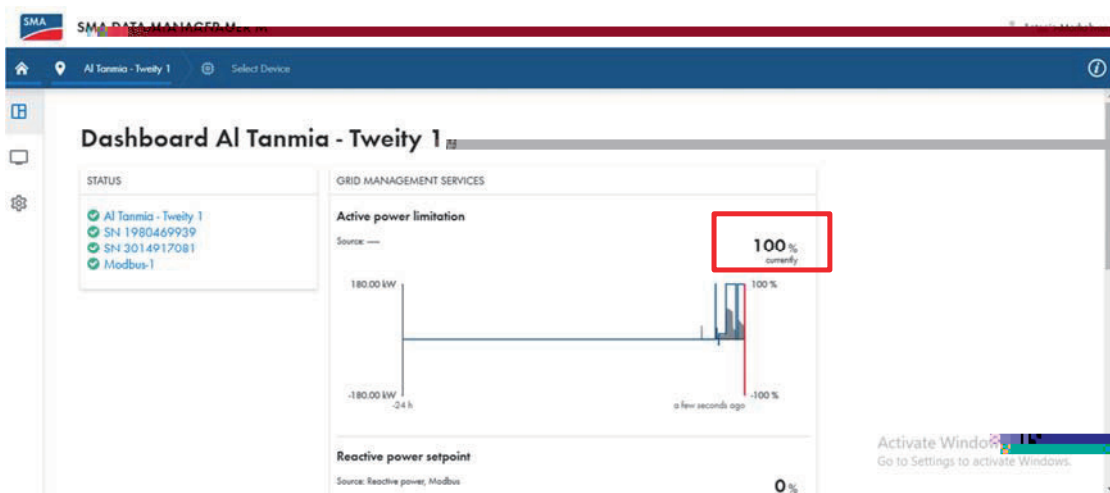 SMA
SMA DATA MANAGER M
Al Tanmia - Tweity 1
Select Device
Dashboard Al Tanmia - Tweity 1
STATUS
Al Tanmia - Tweity 1
SN 1980469939
SN 3014917081
Modbus-1
GRID MANAGEMENT SERVICES
Active power limitation
Source: ----
100 %
currently
180.00 kW
100 %
-180.00 kW
-100 %
-24 h
a few seconds ago
Reactive power setpoint
Source: Reactive power, Modbus
0 %
Activate
Go to Settings to activate Windows.